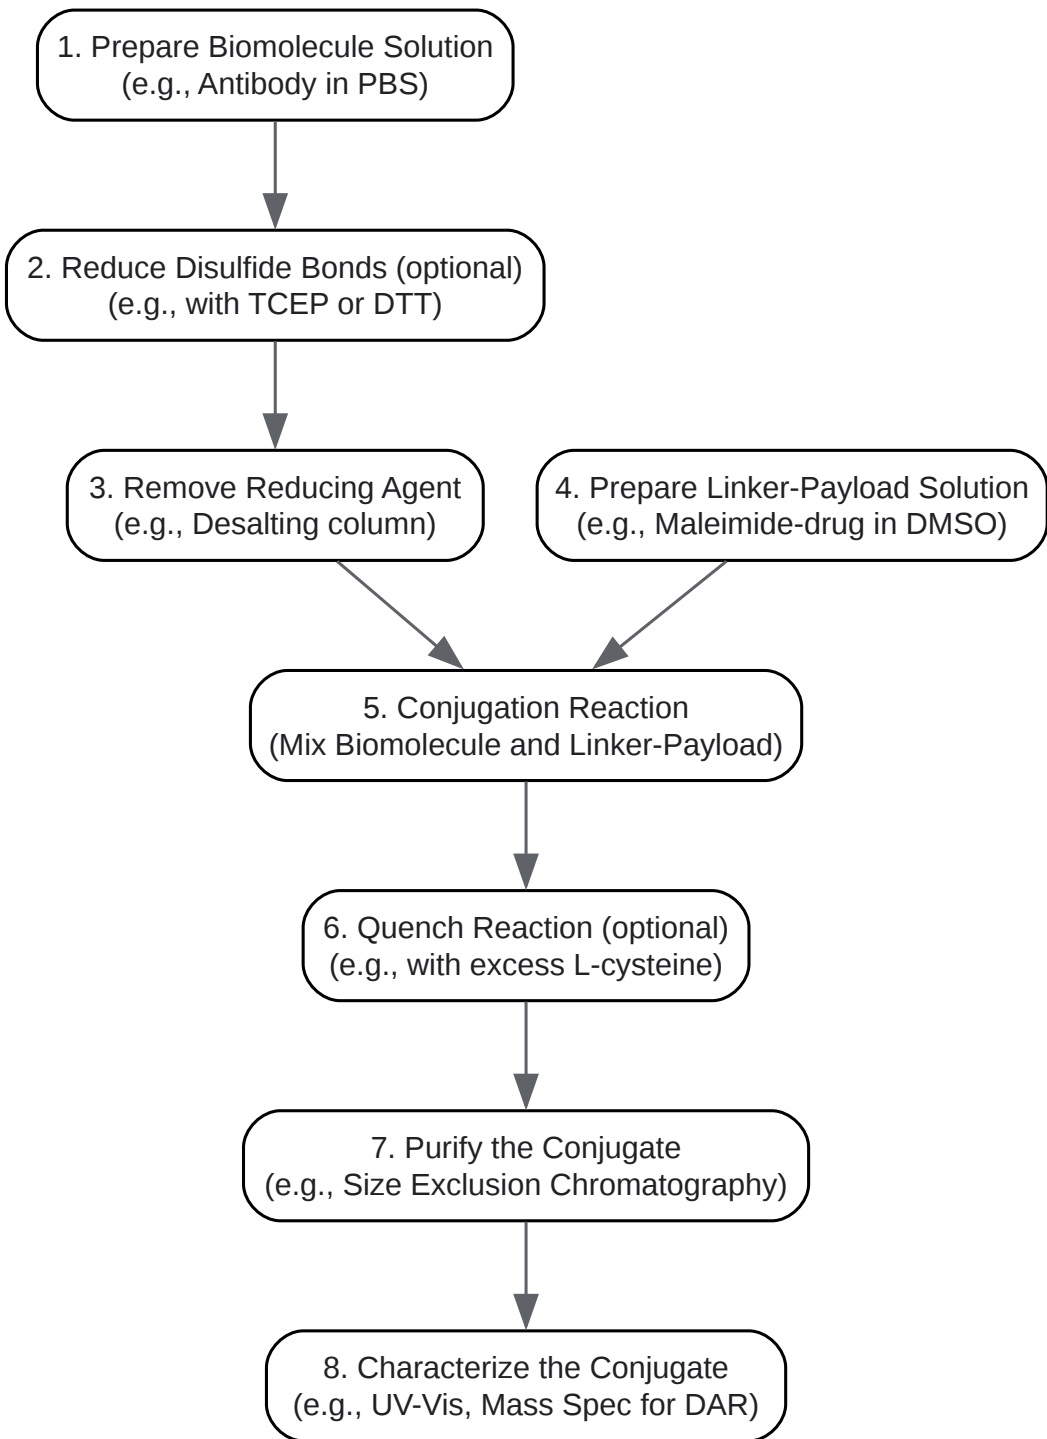 1. Prepare Biomolecule Solution
(e.g., Antibody in PBS)
2. Reduce Disulfide Bonds (optional)
(e.g., with TCEP or DTT)
3. Remove Reducing Agent
(e.g., Desalting column)
4. Prepare Linker-Payload Solution
(e.g., Maleimide-drug in DMSO)
5. Conjugation Reaction
(Mix Biomolecule and Linker-Payload)
6. Quench Reaction (optional)
(e.g., with excess L-cysteine)
7. Purify the Conjugate
(e.g., Size Exclusion Chromatography)
8. Characterize the Conjugate
(e.g., UV-Vis, Mass Spec for DAR)